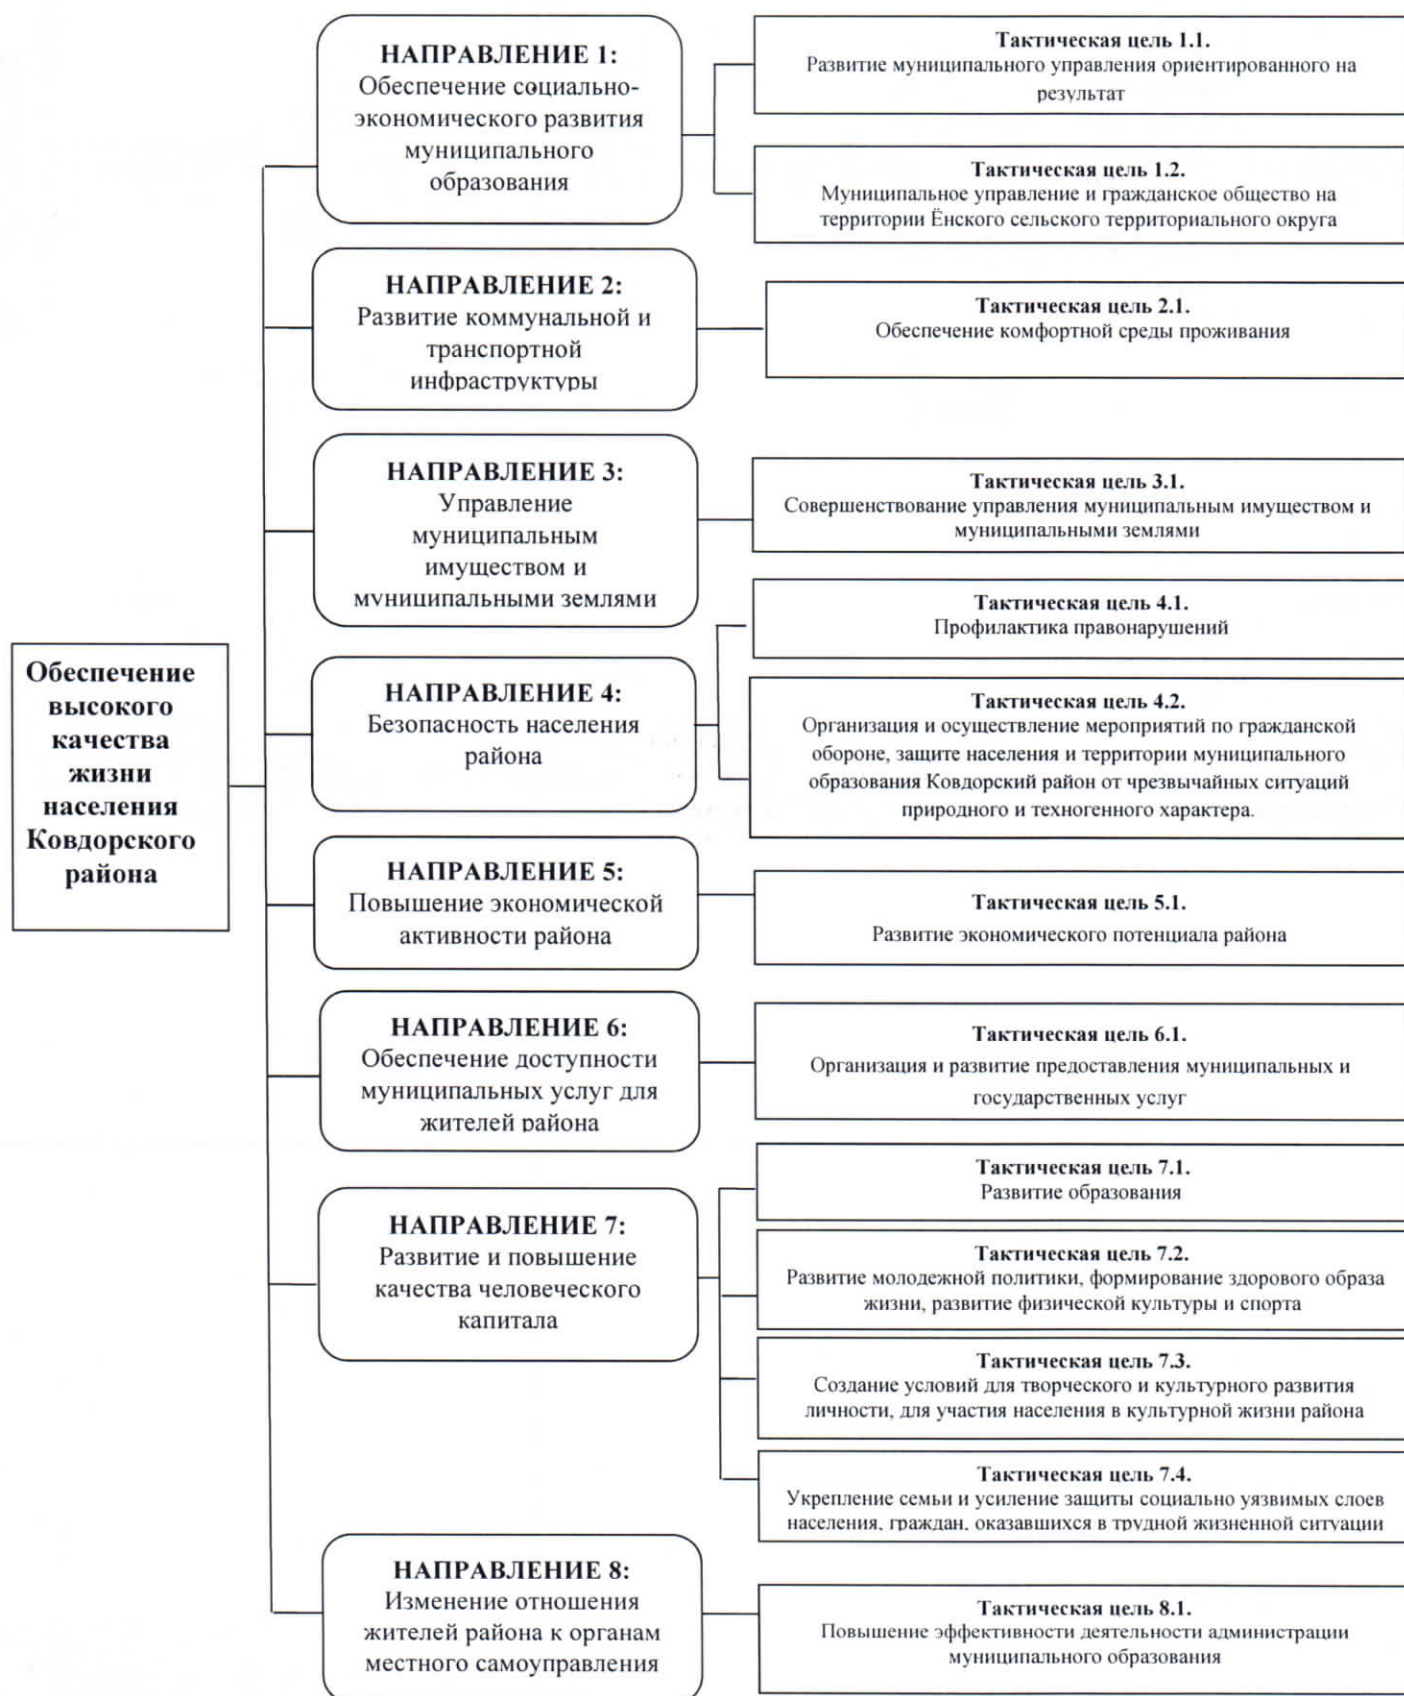 Обеспечение
высокого
качества
жизни
населения
Ковдорского
района
НАПРАВЛЕНИЕ 1:
Обеспечение социально-
экономического развития
муниципального
образования
Тактическая цель 1.1.
Развитие муниципального управления ориентированного на
результат
Тактическая цель 1.2.
Муниципальное управление и гражданское общество на
территории Ёнского сельского территориального округа
НАПРАВЛЕНИЕ 2:
Развитие коммунальной и
транспортной
инфраструктуры
Тактическая цель 2.1.
Обеспечение комфортной среды проживания
НАПРАВЛЕНИЕ 3:
Управление
муниципальным
имуществом и
муниципальными землями
Тактическая цель 3.1.
Совершенствование управления муниципальным имуществом и
муниципальными землями
НАПРАВЛЕНИЕ 4:
Безопасность населения
района
Тактическая цель 4.1.
Профилактика правонарушений
Тактическая цель 4.2.
Организация и осуществление мероприятий по гражданской
обороне, защите населения и территории муниципального
образования Ковдорский район от чрезвычайных ситуаций
природного и техногенного характера.
НАПРАВЛЕНИЕ 5:
Повышение экономической
активности района
Тактическая цель 5.1.
Развитие экономического потенциала района
НАПРАВЛЕНИЕ 6:
Обеспечение доступности
муниципальных услуг для
жителей района
Тактическая цель 6.1.
Организация и развитие предоставления муниципальных и
государственных услуг
НАПРАВЛЕНИЕ 7:
Развитие и повышение
качества человеческого
капитала
Тактическая цель 7.1.
Развитие образования
Тактическая цель 7.2.
Развитие молодежной политики, формирование здорового образа
жизни, развитие физической культуры и спорта
Тактическая цель 7.3.
Создание условий для творческого и культурного развития
личности, для участия населения в культурной жизни района
Тактическая цель 7.4.
Укрепление семьи и усиление защиты социально уязвимых слоев
населения, граждан, оказавшихся в трудной жизненной ситуации
НАПРАВЛЕНИЕ 8:
Изменение отношения
жителей района к органам
местного самоуправления
Тактическая цель 8.1.
Повышение эффективности деятельности администрации
муниципального образования